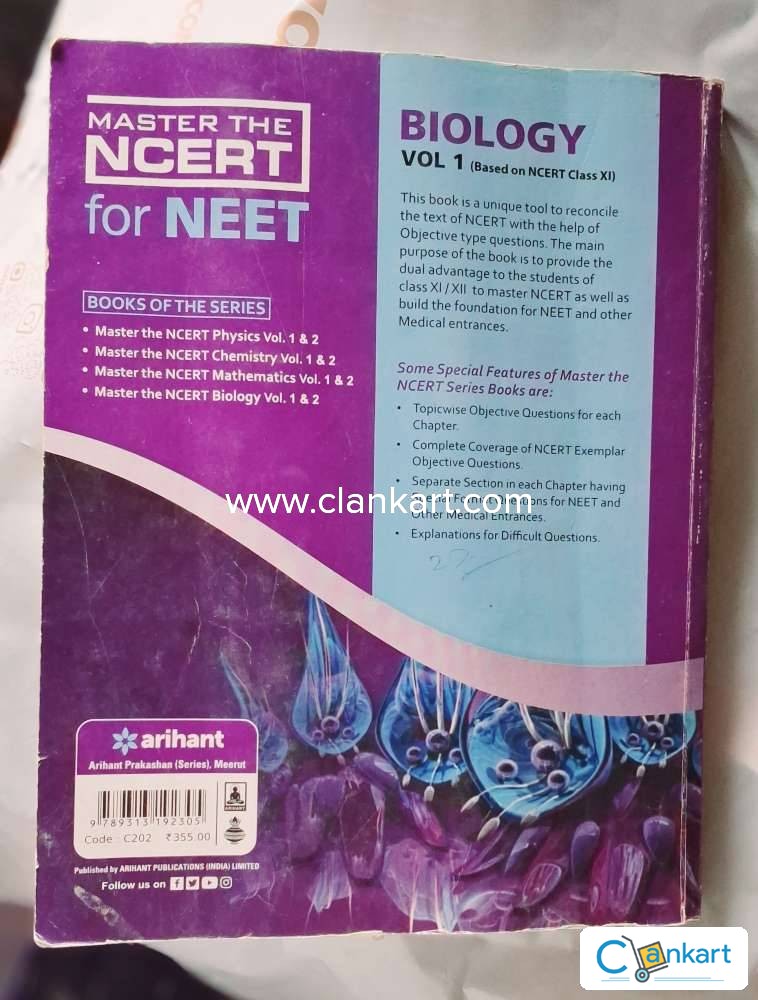 MASTER THE
NCERT
for NEET
BOOKS OF THE SERIES
• Master the NCERT Physics Vol. 1 & 2
• Master the NCERT Chemistry Vol. 1 & 2
• Master the NCERT Mathematics Vol. 1 & 2
• Master the NCERT Biology Vol. 1 & 2
BIOLOGY
VOL 1 (Based on NCERT Class XI)
This book is a unique tool to reconcile
the text of NCERT with the help of
Objective type questions. The main
purpose of the book is to provide the
dual advantage to the students of
class XI / XII to master NCERT as well as
build the foundation for NEET and other
Medical entrances.
Some Special Features of Master the
NCERT Series Books are:
• Topicwise Objective Questions for each
Chapter.
• Complete Coverage of NCERT Exemplar
Objective Questions.
• Separate Section in each Chapter having
Special Format Questions for NEET and
Other Medical Entrances.
• Explanations for Difficult Questions.
www.clankart.com
arihant
Arihant Prakashan (Series), Meerut
9 789313 192305
Code : C202 ₹355.00
ARIHANT
Published by ARIHANT PUBLICATIONS (INDIA) LIMITED
Follow us on
Clankart